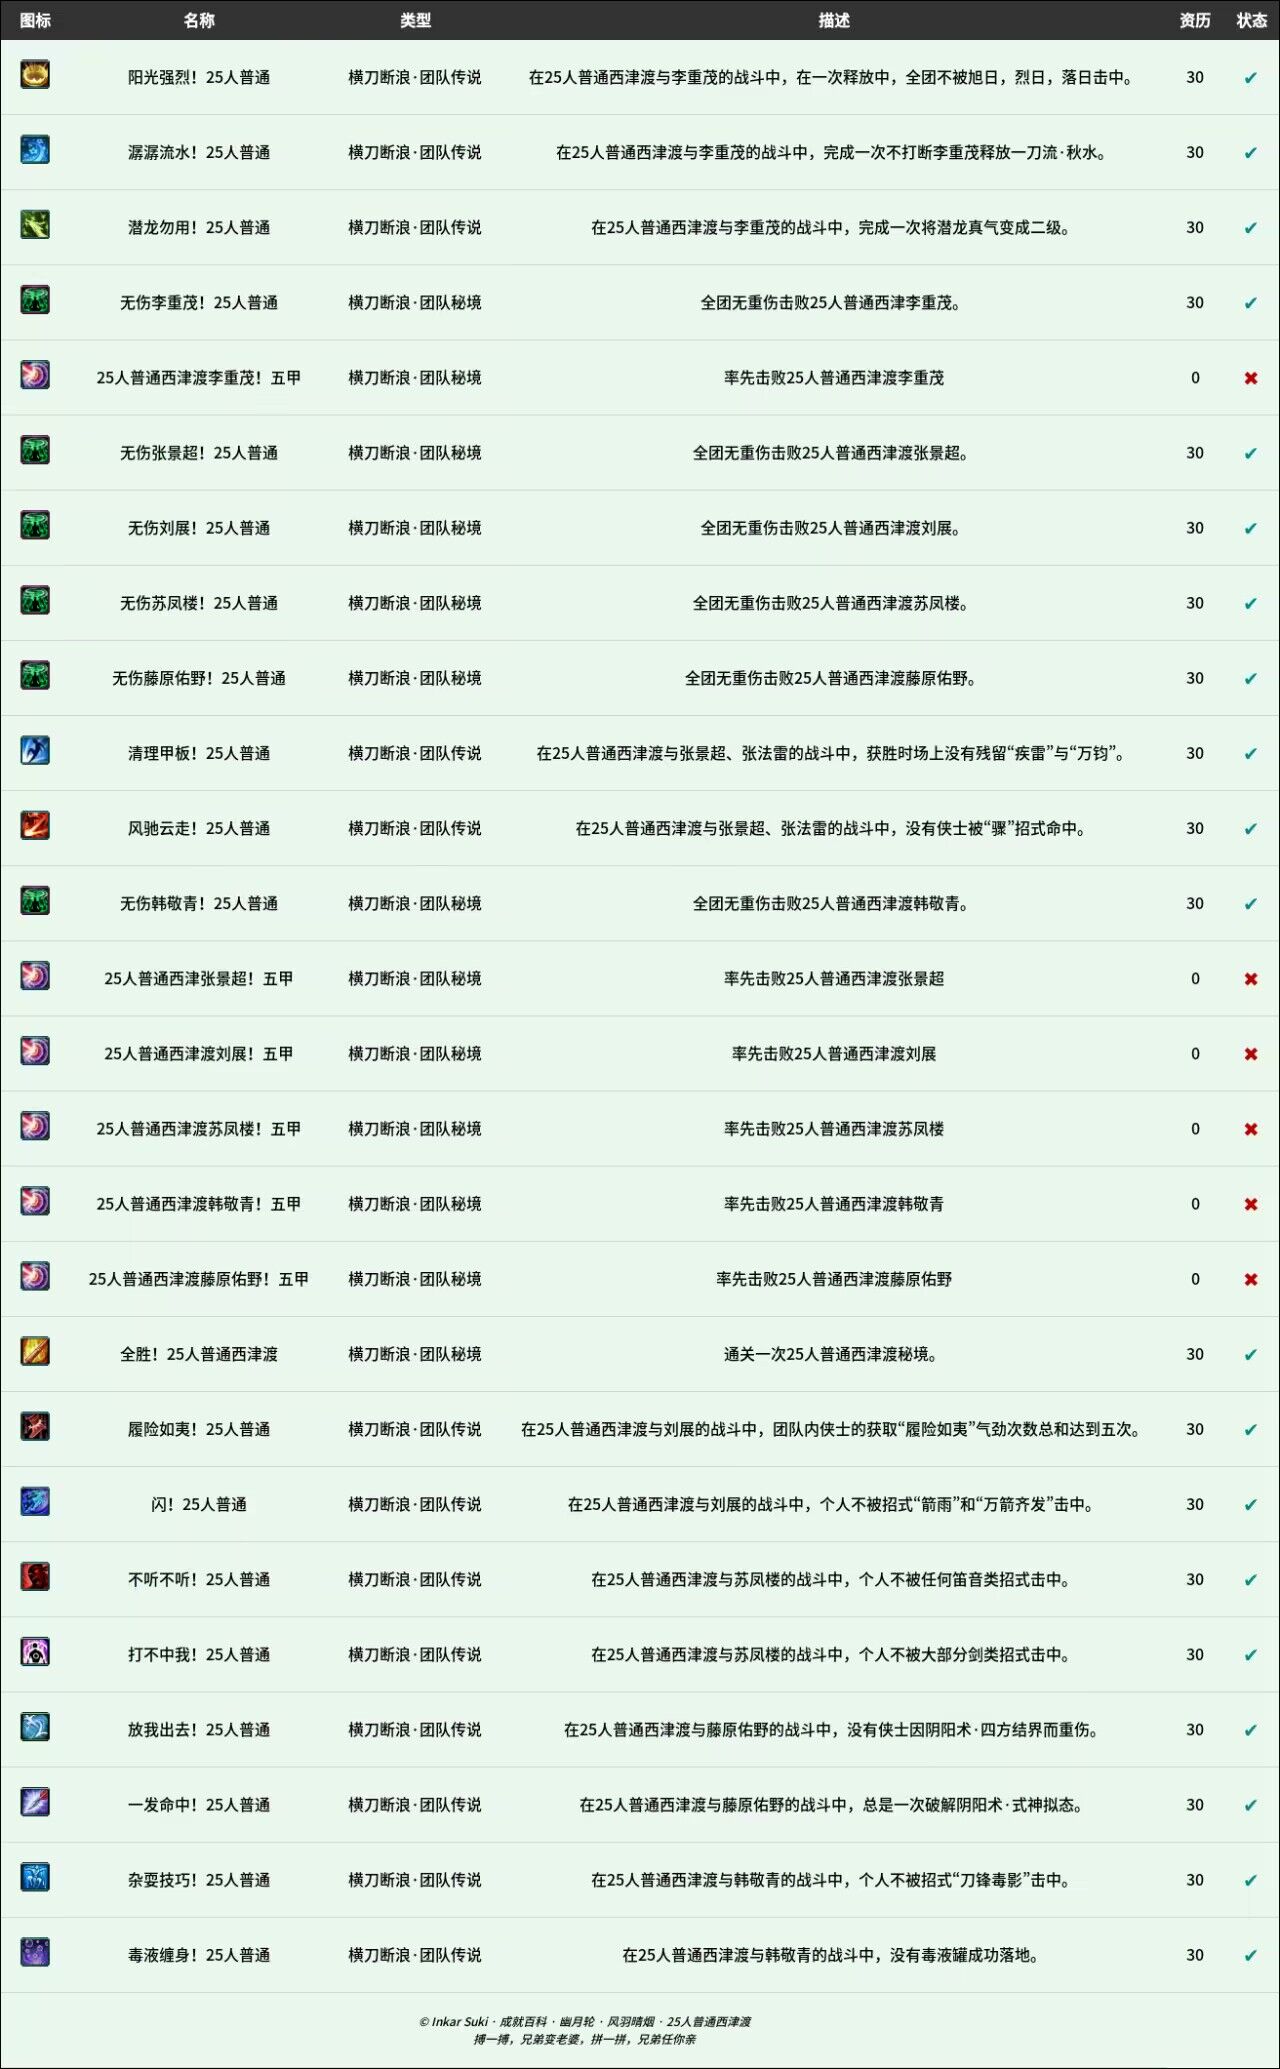 图标 名称 类型 描述 资历 状态
阳光强烈！25人普通 横刀断浪·团队传说 在25人普通西津渡与李重茂的战斗中，在一次释放中，全团不被旭日，烈日，落日击中。 30 ✔
潺潺流水！25人普通 横刀断浪·团队传说 在25人普通西津渡与李重茂的战斗中，完成一次不打断李重茂释放一刀流·秋水。 30 ✔
潜龙勿用！25人普通 横刀断浪·团队传说 在25人普通西津渡与李重茂的战斗中，完成一次将潜龙真气变成二级。 30 ✔
无伤李重茂！25人普通 横刀断浪·团队秘境 全团无重伤击败25人普通西津李重茂。 30 ✔
25人普通西津渡李重茂！五甲 横刀断浪·团队秘境 率先击败25人普通西津渡李重茂 0 ✖
无伤张景超！25人普通 横刀断浪·团队秘境 全团无重伤击败25人普通西津渡张景超。 30 ✔
无伤刘展！25人普通 横刀断浪·团队秘境 全团无重伤击败25人普通西津渡刘展。 30 ✔
无伤苏凤楼！25人普通 横刀断浪·团队秘境 全团无重伤击败25人普通西津渡苏凤楼。 30 ✔
无伤藤原佑野！25人普通 横刀断浪·团队秘境 全团无重伤击败25人普通西津渡藤原佑野。 30 ✔
清理甲板！25人普通 横刀断浪·团队传说 在25人普通西津渡与张景超、张法雷的战斗中，获胜时场上没有残留“疾雷”与“万钧”。 30 ✔
风驰云走！25人普通 横刀断浪·团队传说 在25人普通西津渡与张景超、张法雷的战斗中，没有侠士被“骤”招式命中。 30 ✔
无伤韩敬青！25人普通 横刀断浪·团队秘境 全团无重伤击败25人普通西津渡韩敬青。 30 ✔
25人普通西津张景超！五甲 横刀断浪·团队秘境 率先击败25人普通西津渡张景超 0 ✖
25人普通西津渡刘展！五甲 横刀断浪·团队秘境 率先击败25人普通西津渡刘展 0 ✖
25人普通西津渡苏凤楼！五甲 横刀断浪·团队秘境 率先击败25人普通西津渡苏凤楼 0 ✖
25人普通西津渡韩敬青！五甲 横刀断浪·团队秘境 率先击败25人普通西津渡韩敬青 0 ✖
25人普通西津渡藤原佑野！五甲 横刀断浪·团队秘境 率先击败25人普通西津渡藤原佑野 0 ✖
全胜！25人普通西津渡 横刀断浪·团队秘境 通关一次25人普通西津渡秘境。 30 ✔
履险如夷！25人普通 横刀断浪·团队传说 在25人普通西津渡与刘展的战斗中，团队内侠士的获取“履险如夷”气劲次数总和达到五次。 30 ✔
闪！25人普通 横刀断浪·团队传说 在25人普通西津渡与刘展的战斗中，个人不被招式“箭雨”和“万箭齐发”击中。 30 ✔
不听不听！25人普通 横刀断浪·团队传说 在25人普通西津渡与苏凤楼的战斗中，个人不被任何笛音类招式击中。 30 ✔
打不中我！25人普通 横刀断浪·团队传说 在25人普通西津渡与苏凤楼的战斗中，个人不被大部分剑类招式击中。 30 ✔
放我出去！25人普通 横刀断浪·团队传说 在25人普通西津渡与藤原佑野的战斗中，没有侠士因阴阳术·四方结界而重伤。 30 ✔
一发命中！25人普通 横刀断浪·团队传说 在25人普通西津渡与藤原佑野的战斗中，总是一次破解阴阳术·式神拟态。 30 ✔
杂耍技巧！25人普通 横刀断浪·团队传说 在25人普通西津渡与韩敬青的战斗中，个人不被招式“刀锋毒影”击中。 30 ✔
毒液缠身！25人普通 横刀断浪·团队传说 在25人普通西津渡与韩敬青的战斗中，没有毒液罐成功落地。 30 ✔
© Inkar Suki · 成就百科 · 幽月轮 · 风羽晴烟 · 25人普通西津渡
搏一搏，兄弟变老婆，拼一拼，兄弟任你亲